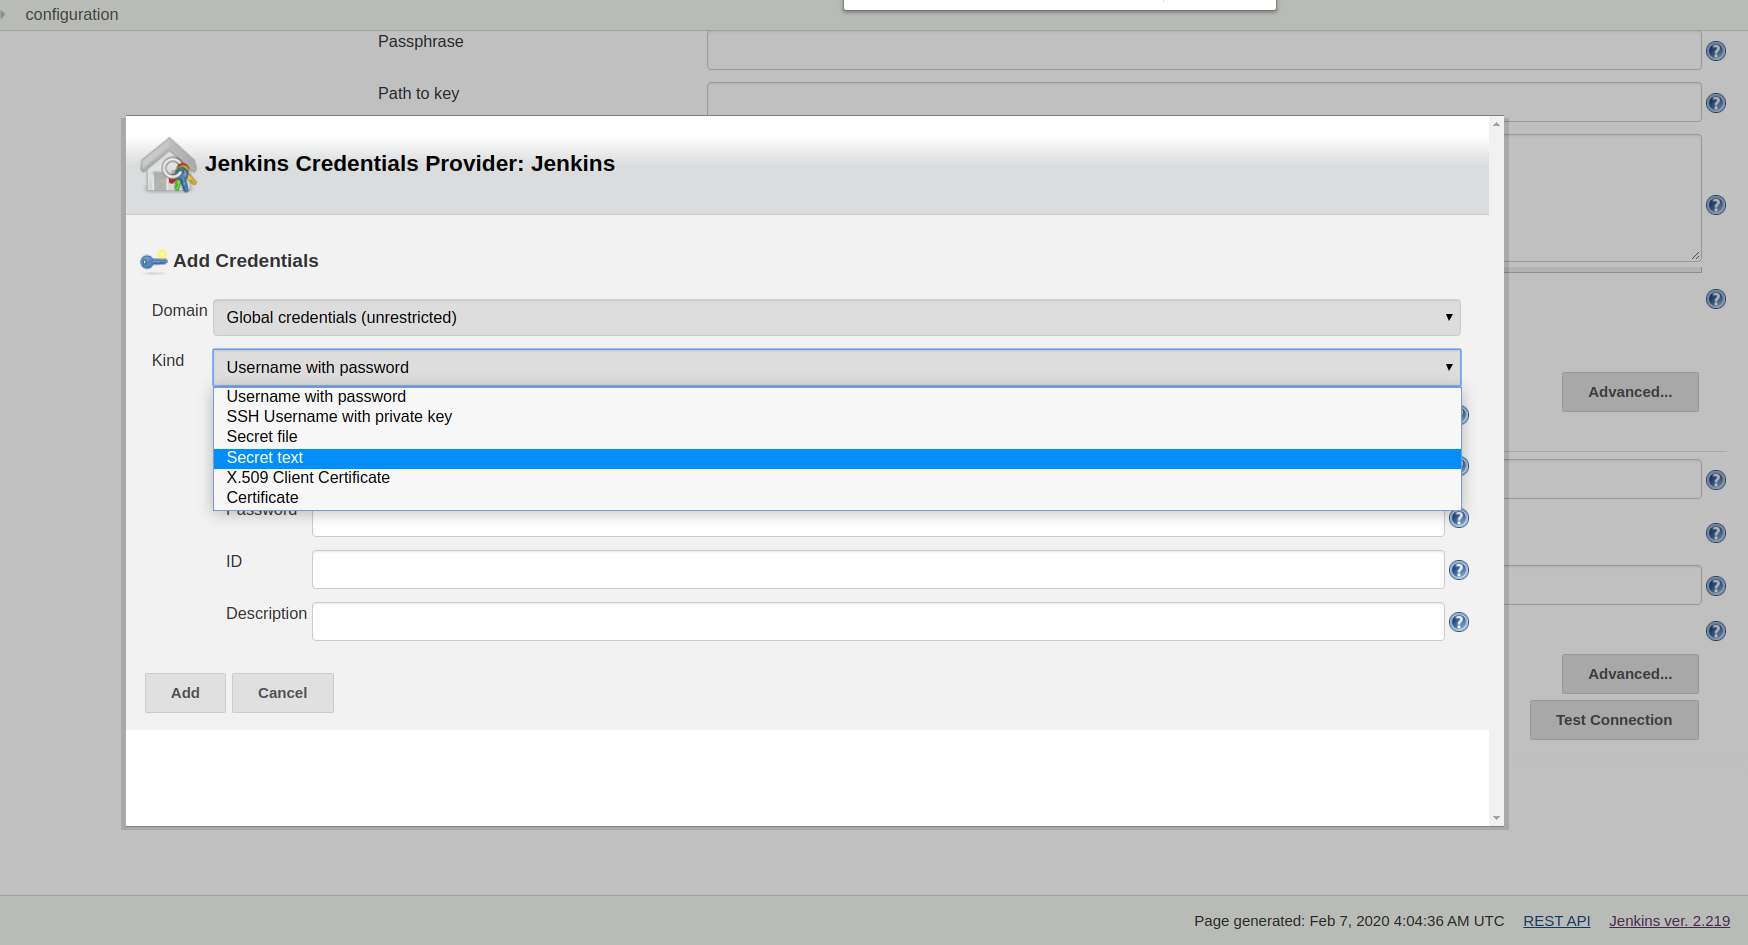 configuration
Passphrase
Path to key
Jenkins Credentials Provider: Jenkins
Add Credentials
Domain
Global credentials (unrestricted)
Kind
Username with password
Username with password
SSH Username with private key
Secret file
Secret text
X.509 Client Certificate
Certificate
Password
ID
Description
Add
Cancel
Advanced...
Advanced...
Test Connection
Page generated: Feb 7, 2020 4:04:36 AM UTC REST API Jenkins ver. 2.219